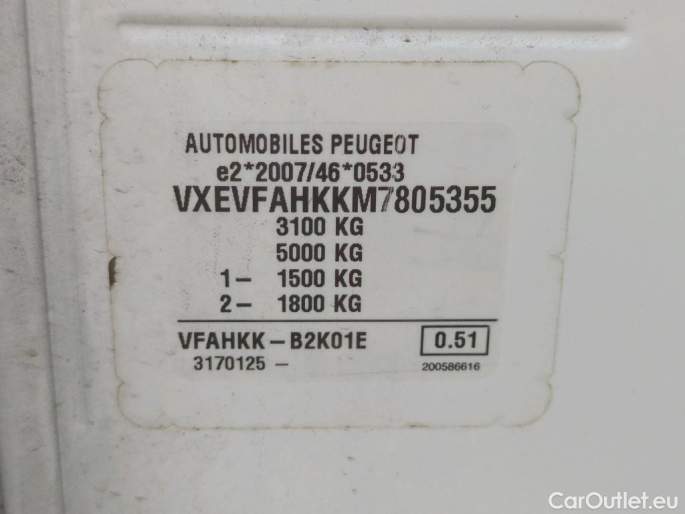 AUTOMOBILES PEUGEOT
e2*2007/46*0533
VXEVFAHKKM7805355
3100 KG
5000 KG
1- 1500 KG
2- 1800 KG
VFAHKK-B2K01E 0.51
3170125 - 200586616
CarOutlet.eu